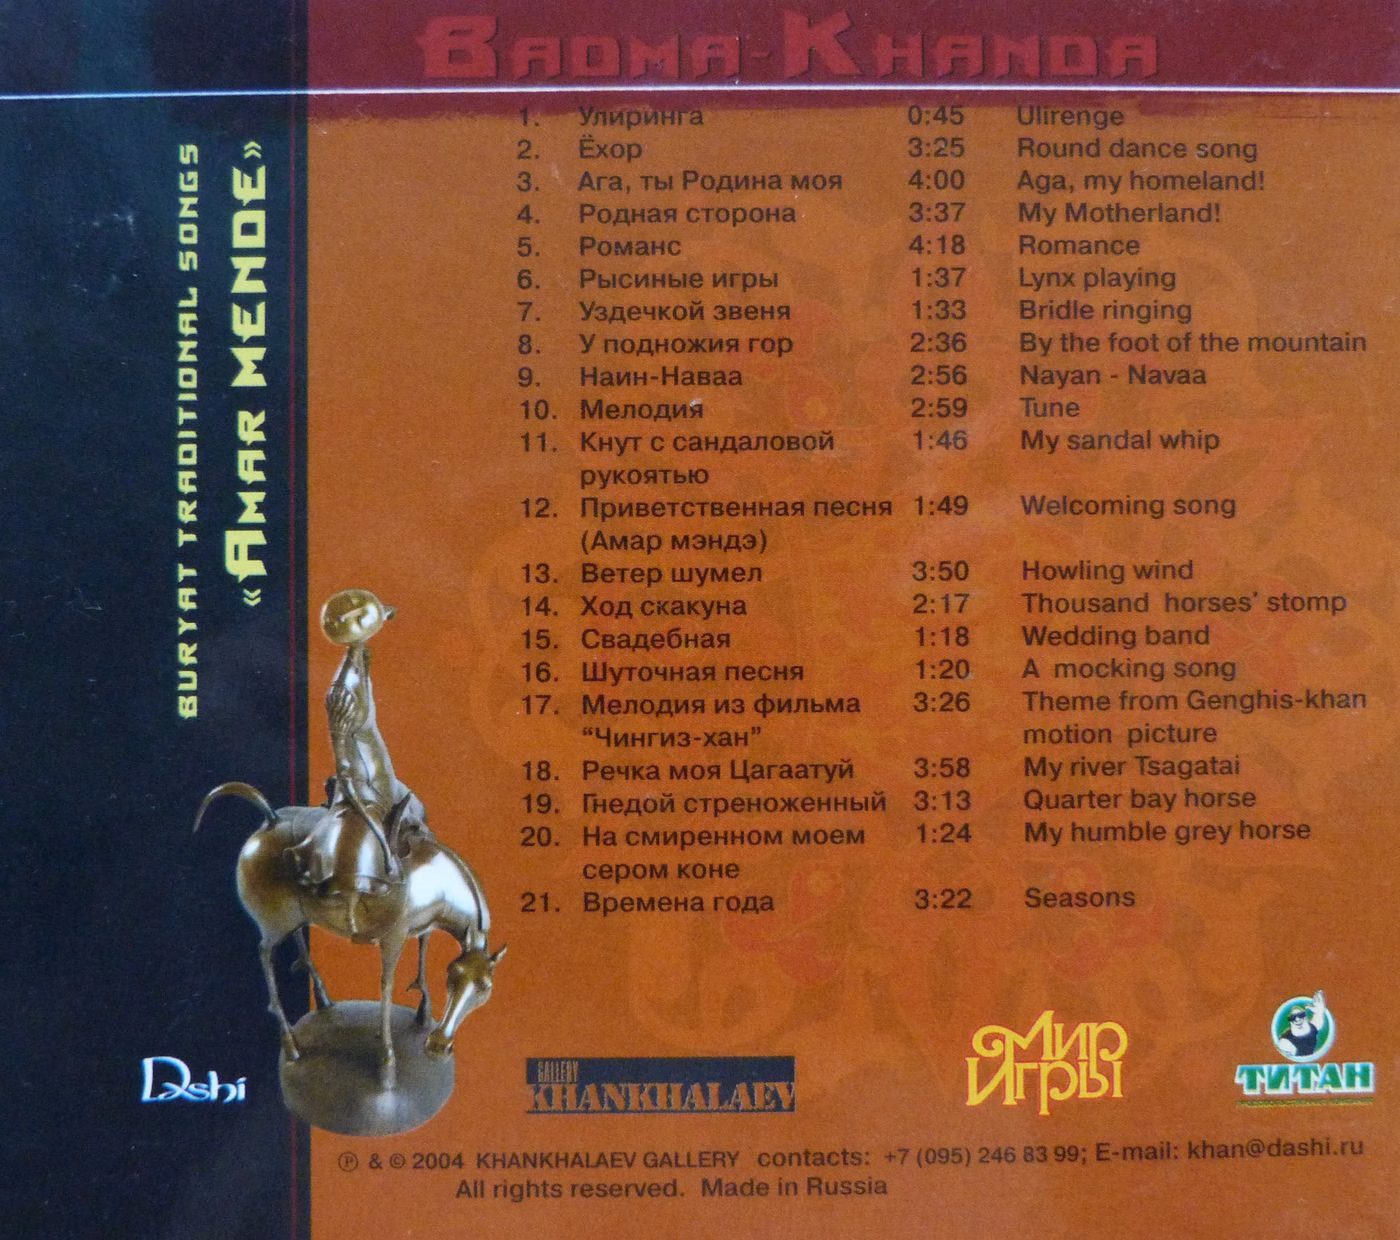 BADMA-KHANDA
BURYAT TRADITIONAL SONGS
«AMAR MENDE»
1. Улиринга 0:45 Ulirenge
2. Ёхор 3:25 Round dance song
3. Ага, ты Родина моя 4:00 Aga, my homeland!
4. Родная сторона 3:37 My Motherland!
5. Романс 4:18 Romance
6. Рысиные игры 1:37 Lynx playing
7. Уздечкой звеня 1:33 Bridle ringing
8. У подножия гор 2:36 By the foot of the mountain
9. Наин-Наваа 2:56 Nayan - Navaa
10. Мелодия 2:59 Tune
11. Кнут с сандаловой 1:46 My sandal whip
рукоятью
12. Приветственная песня 1:49 Welcoming song
(Амар мэндэ)
13. Ветер шумел 3:50 Howling wind
14. Ход скакуна 2:17 Thousand horses' stomp
15. Свадебная 1:18 Wedding band
16. Шуточная песня 1:20 A mocking song
17. Мелодия из фильма 3:26 Theme from Genghis-khan
“Чингиз-хан” motion picture
18. Речка моя Цагаатуй 3:58 My river Tsagatai
19. Гнедой стреноженный 3:13 Quarter bay horse
20. На смиренном моем 1:24 My humble grey horse
сером коне
21. Времена года 3:22 Seasons
Dashi
GALLERY
KHANKHALAEV
Мир
Игры
ТИТАН
℗ & © 2004 KHANKHALAEV GALLERY contacts: +7 (095) 246 83 99; E-mail: khan@dashi.ru
All rights reserved. Made in Russia